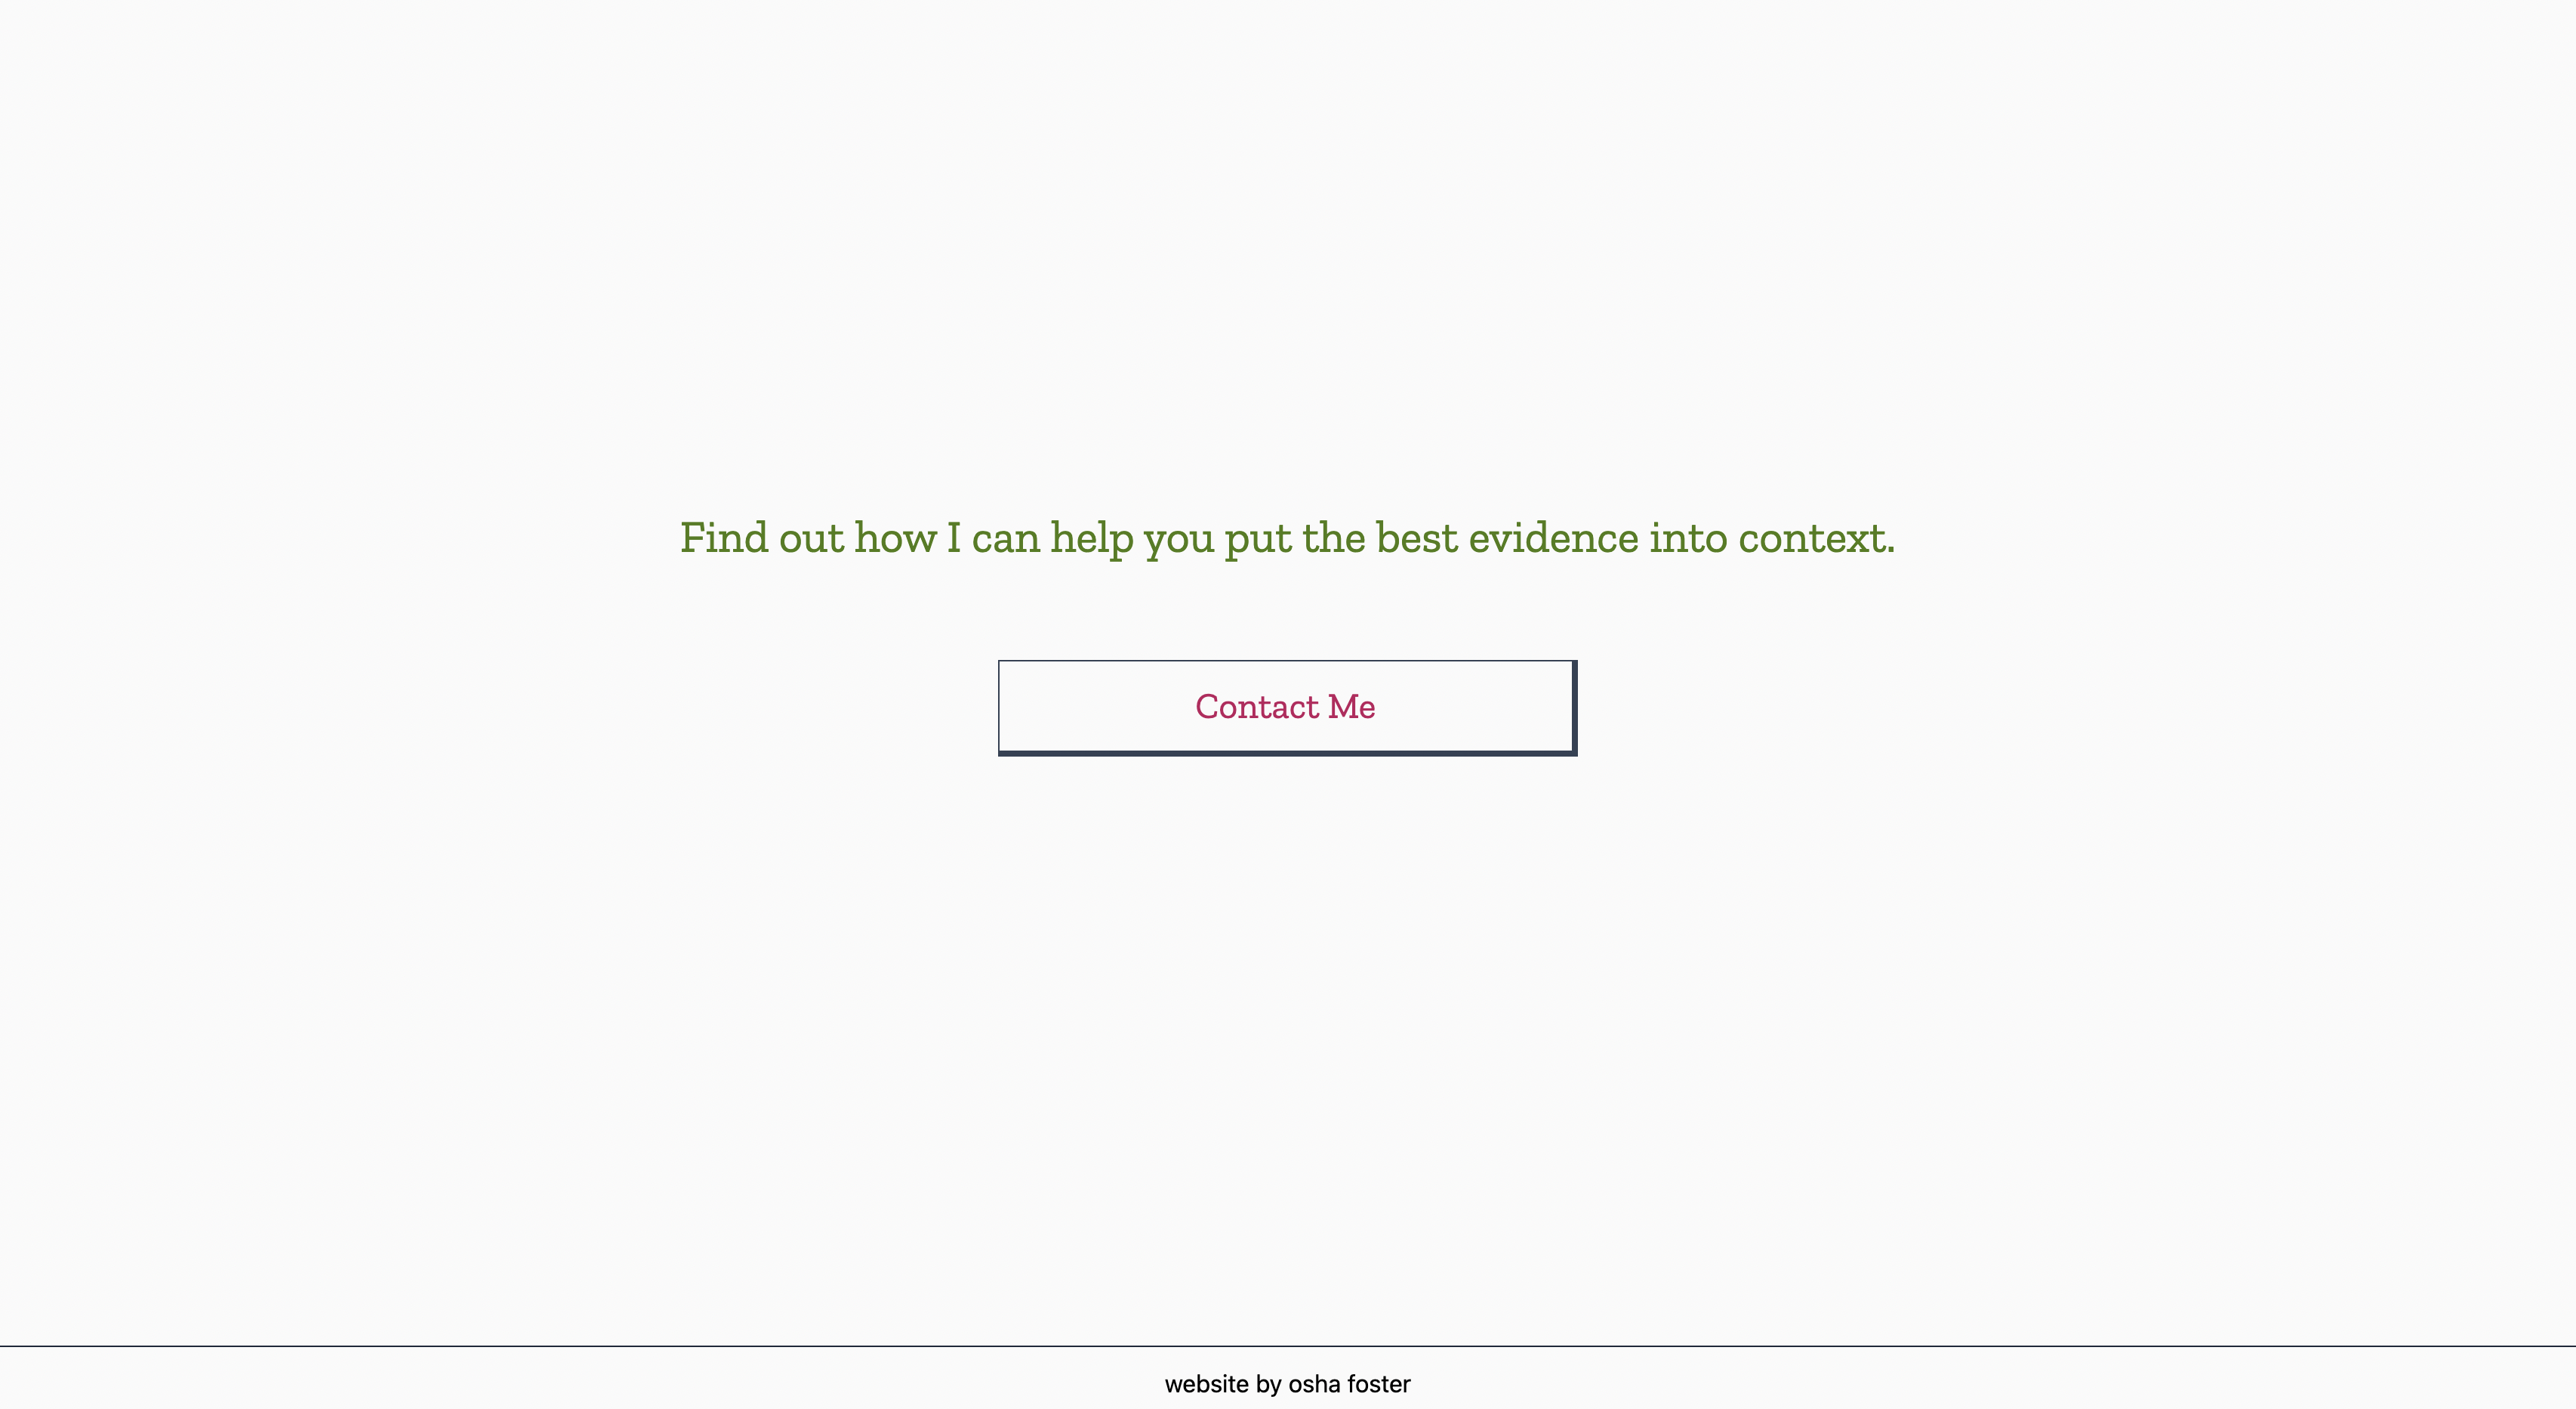 Find out how I can help you put the best evidence into context.
Contact Me
website by osha foster